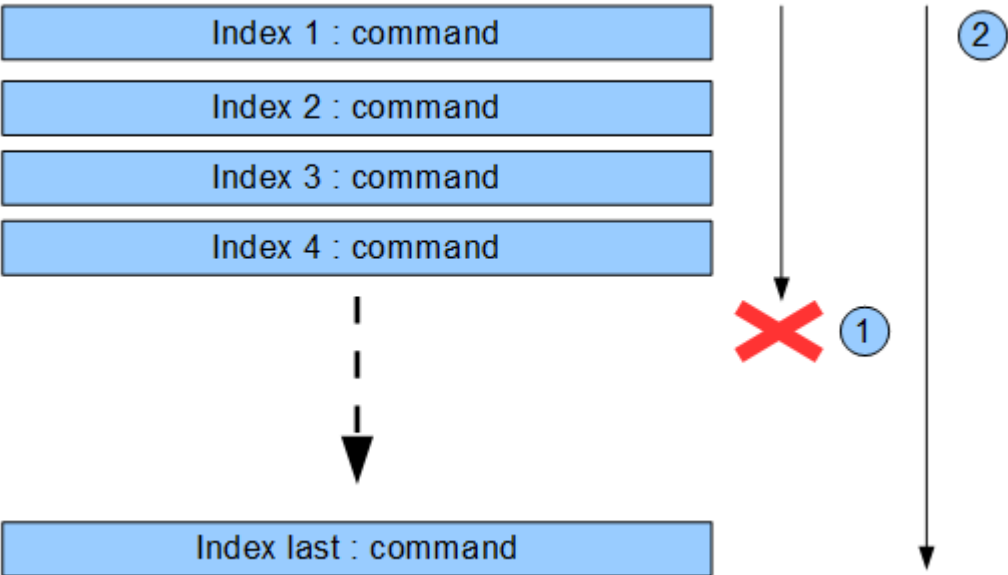 Index 1 : command
2
Index 2 : command
Index 3 : command
Index 4 : command
1
Index last : command